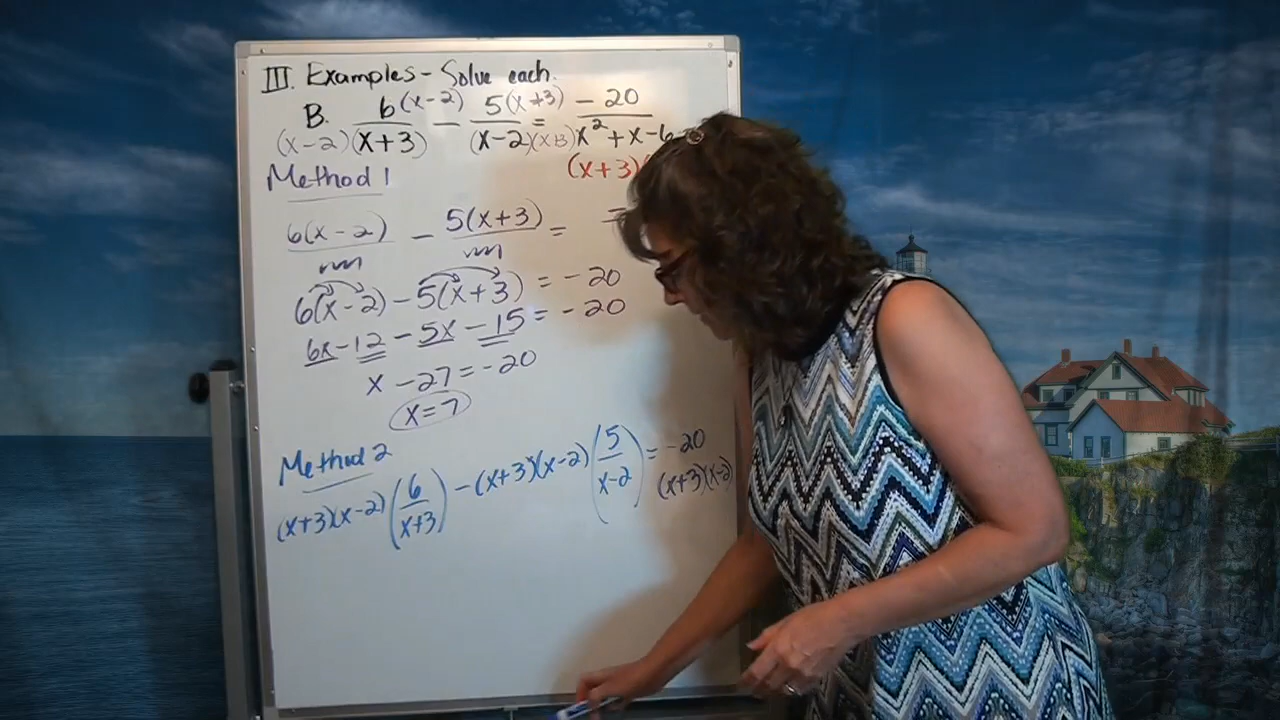 III. Examples - Solve each.
B. 6(x-2) / (x-2)(x+3) - 5(x+3) / (x-2)(x+3) = -20 / x² + x - 6
(x+3)(
Method 1
6(x-2) - 5(x+3) =
6(x-2) - 5(x+3) = -20
6x - 12 - 5x - 15 = -20
x - 27 = -20
x = 7
Method 2
(x+3)(x-2)(6 / x+3) - (x+3)(x-2)(5 / x-2) = -20 / (x+3)(x-2)